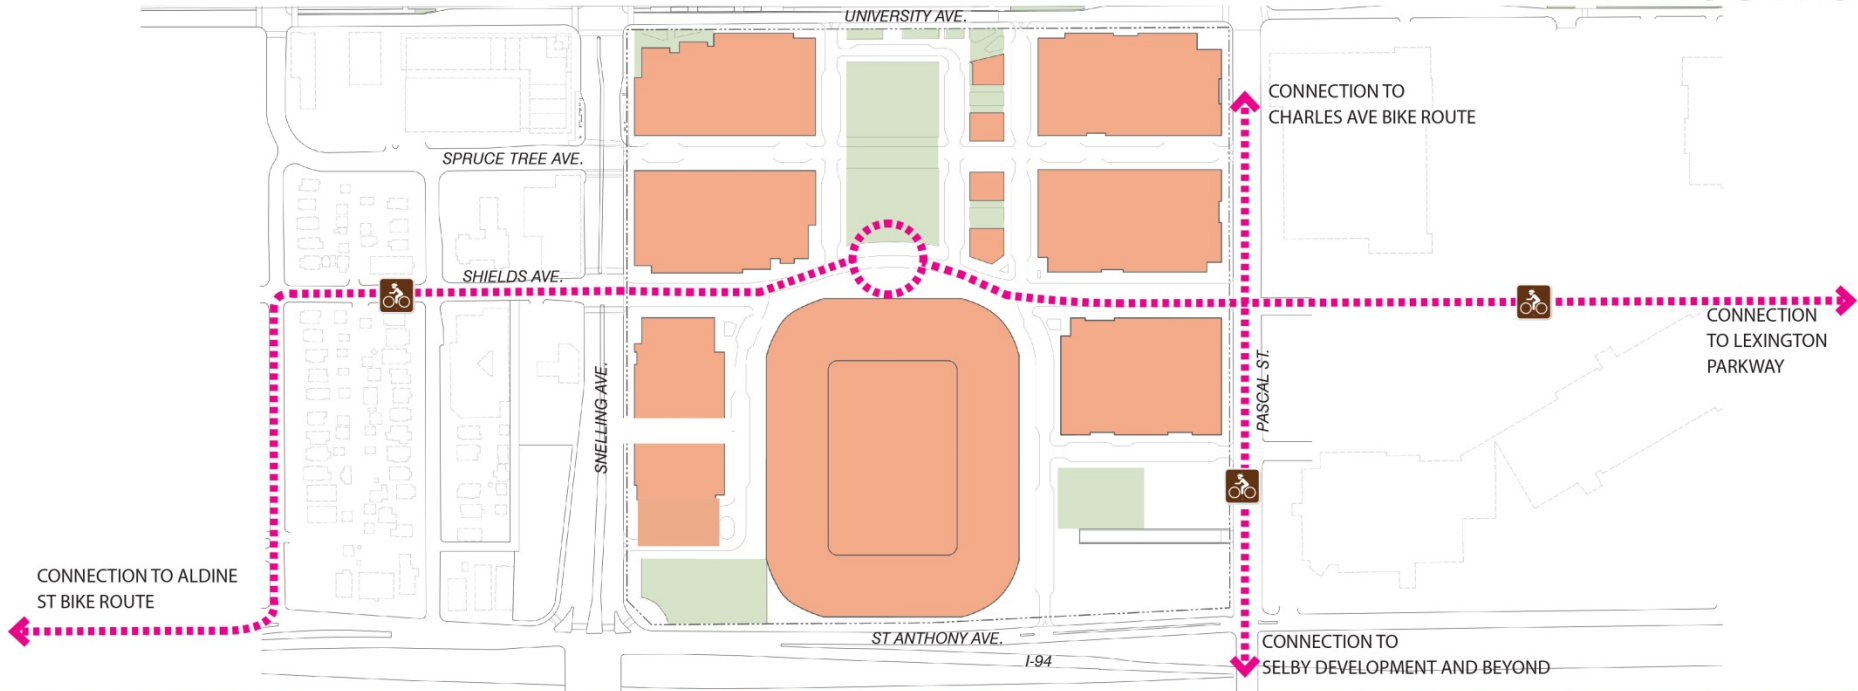 UNIVERSITY AVE.
CONNECTION TO
CHARLES AVE BIKE ROUTE
SPRUCE TREE AVE.
SHIELDS AVE.
CONNECTION
TO LEXINGTON
PARKWAY
SNELLING AVE.
PASCAL ST.
CONNECTION TO ALDINE
ST BIKE ROUTE
ST ANTHONY AVE.
I-94
CONNECTION TO
SELBY DEVELOPMENT AND BEYOND